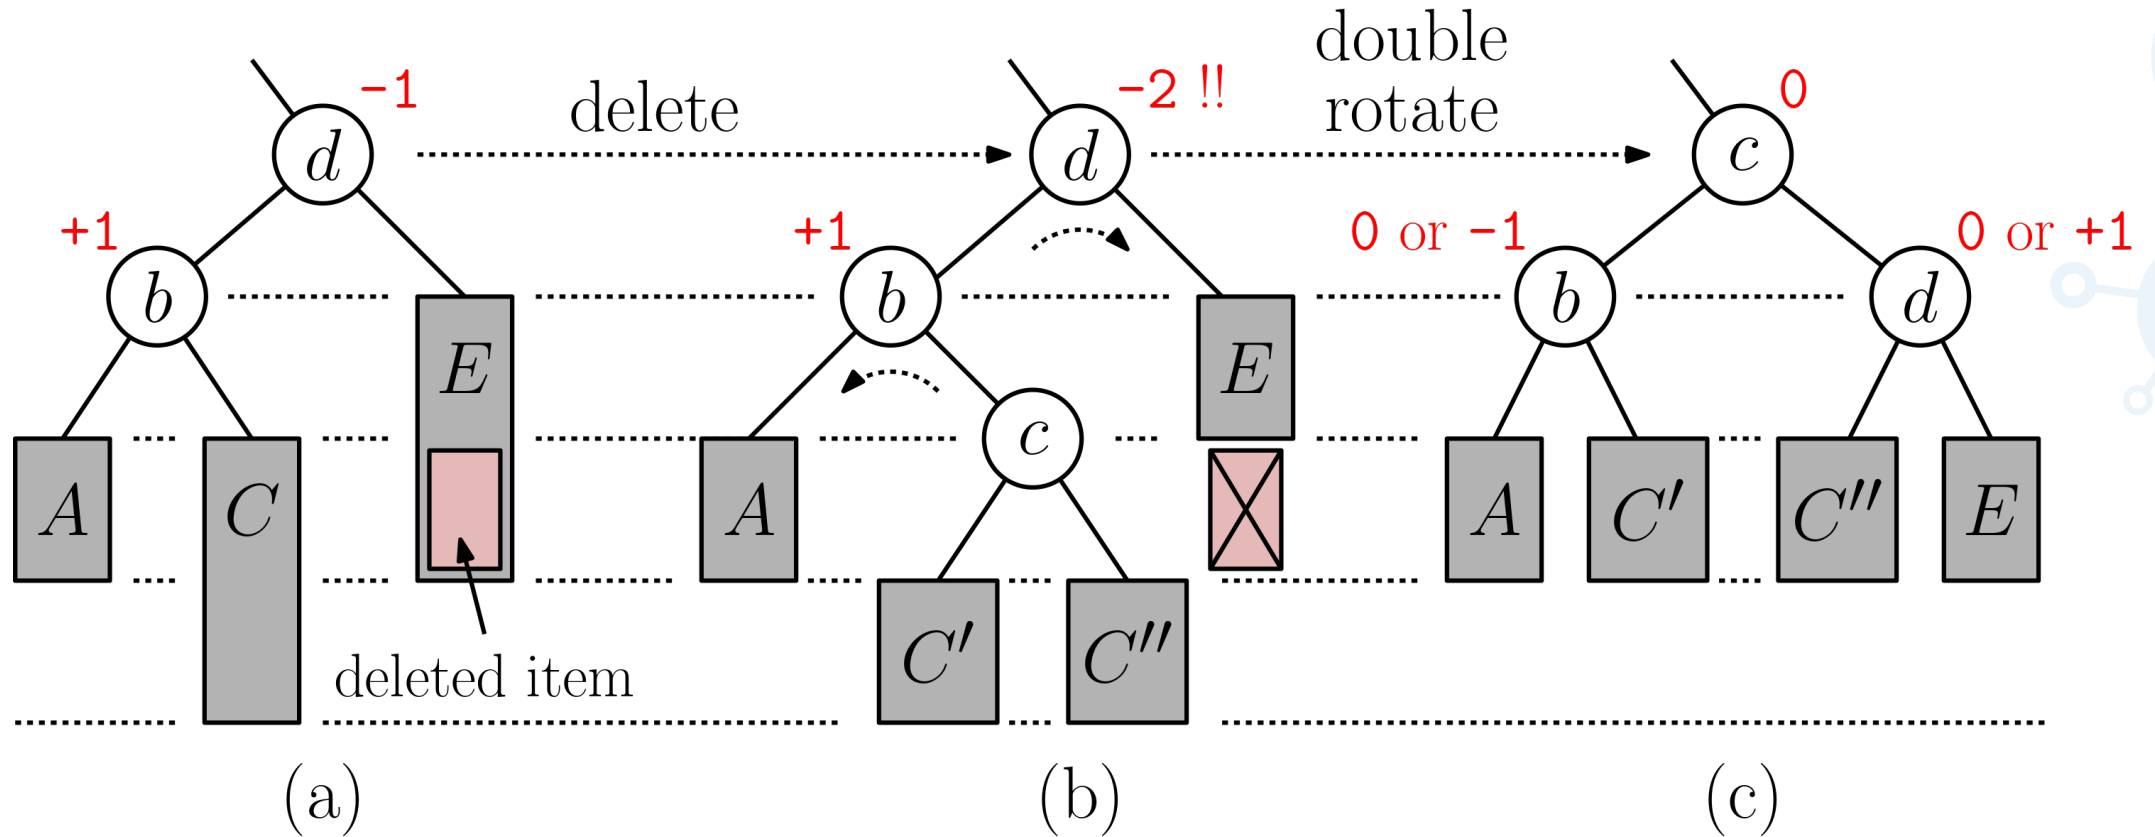 double
-1
delete
-2 !!
rotate
0
d
d
c
+1
+1
0 or -1
0 or +1
b
b
b
d
E
E
c
A
C
A
A
C′
C″
E
C′
C″
deleted item
(a)
(b)
(c)